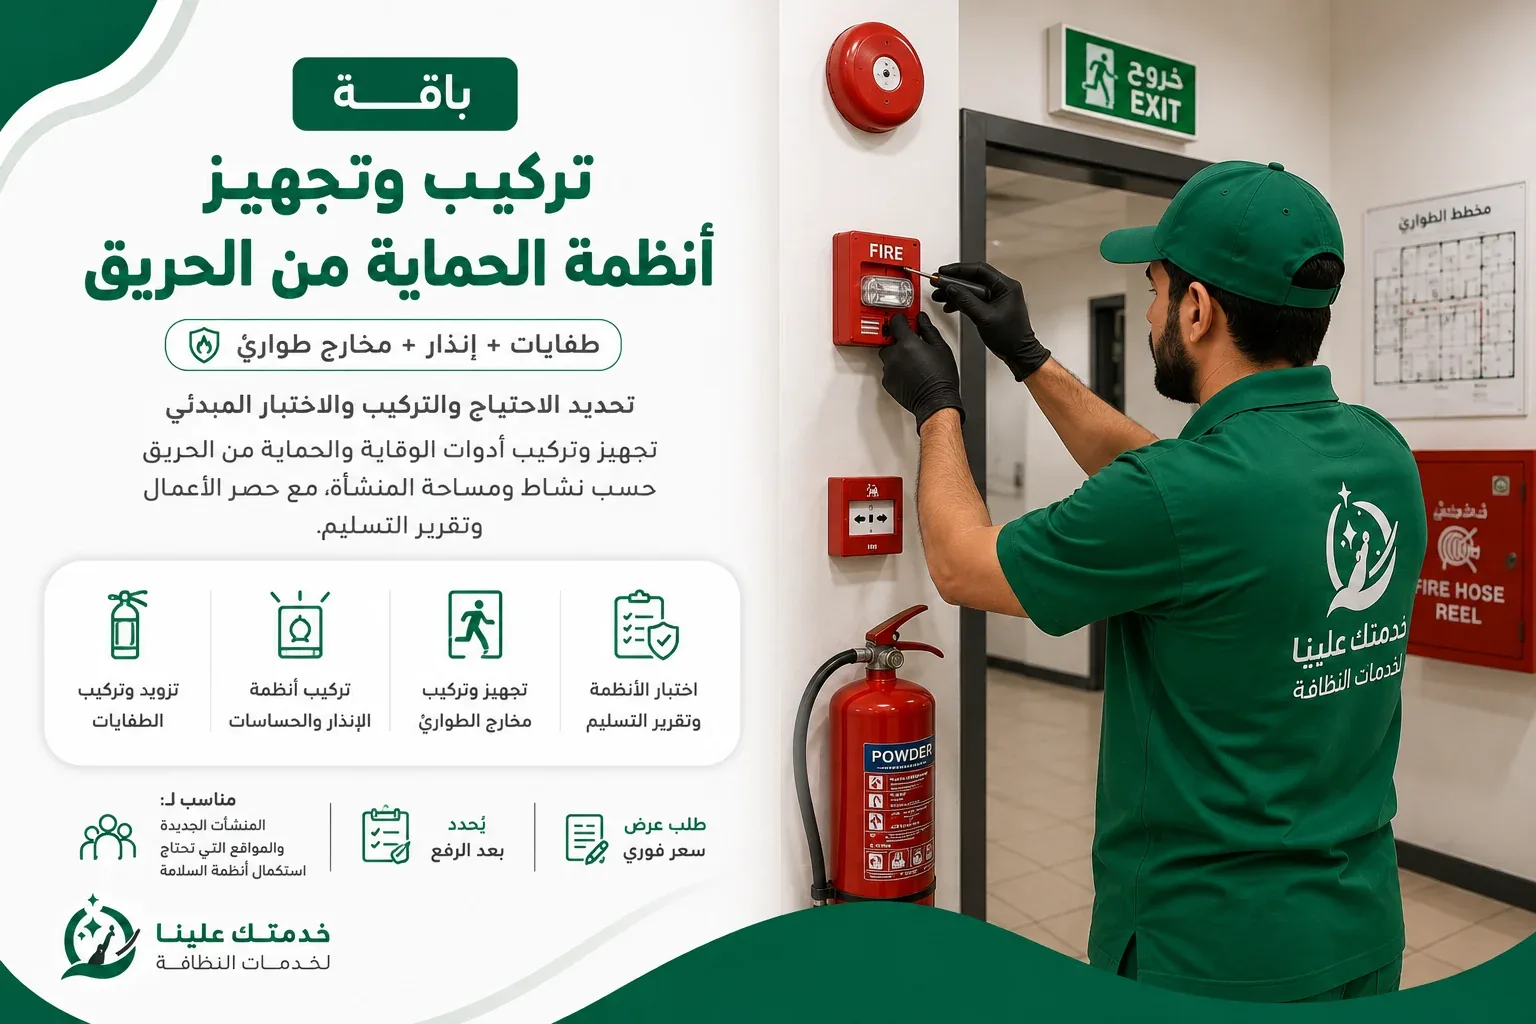 باقة
تركيب وتجهيز
أنظمة الحماية من الحريق
طفايات + إنذار + مخارج طوارئ
تحديد الاحتياج والتركيب والاختبار المبدئي
تجهيز وتركيب أدوات الوقاية والحماية من الحريق
حسب نشاط ومساحة المنشأة، مع حصر الأعمال
وتقرير التسليم.
اختبار الأنظمة
وتقرير التسليم
تجهيز وتركيب
مخارج الطوارئ
تركيب أنظمة
الإنذار والحساسات
تزويد وتركيب
الطفايات
طلب عرض
سعر فوري
يُحدد
بعد الرفع
مناسب لـ:
المنشآت الجديدة
والمواقع التي تحتاج
استكمال أنظمة السلامة
خدمتك علينا
لخدمات النظافة
خروج
EXIT
FIRE
مخطط الطوارئ
FIRE HOSE
REEL
خدمتك علينا
لخدمات النظافة
POWDER